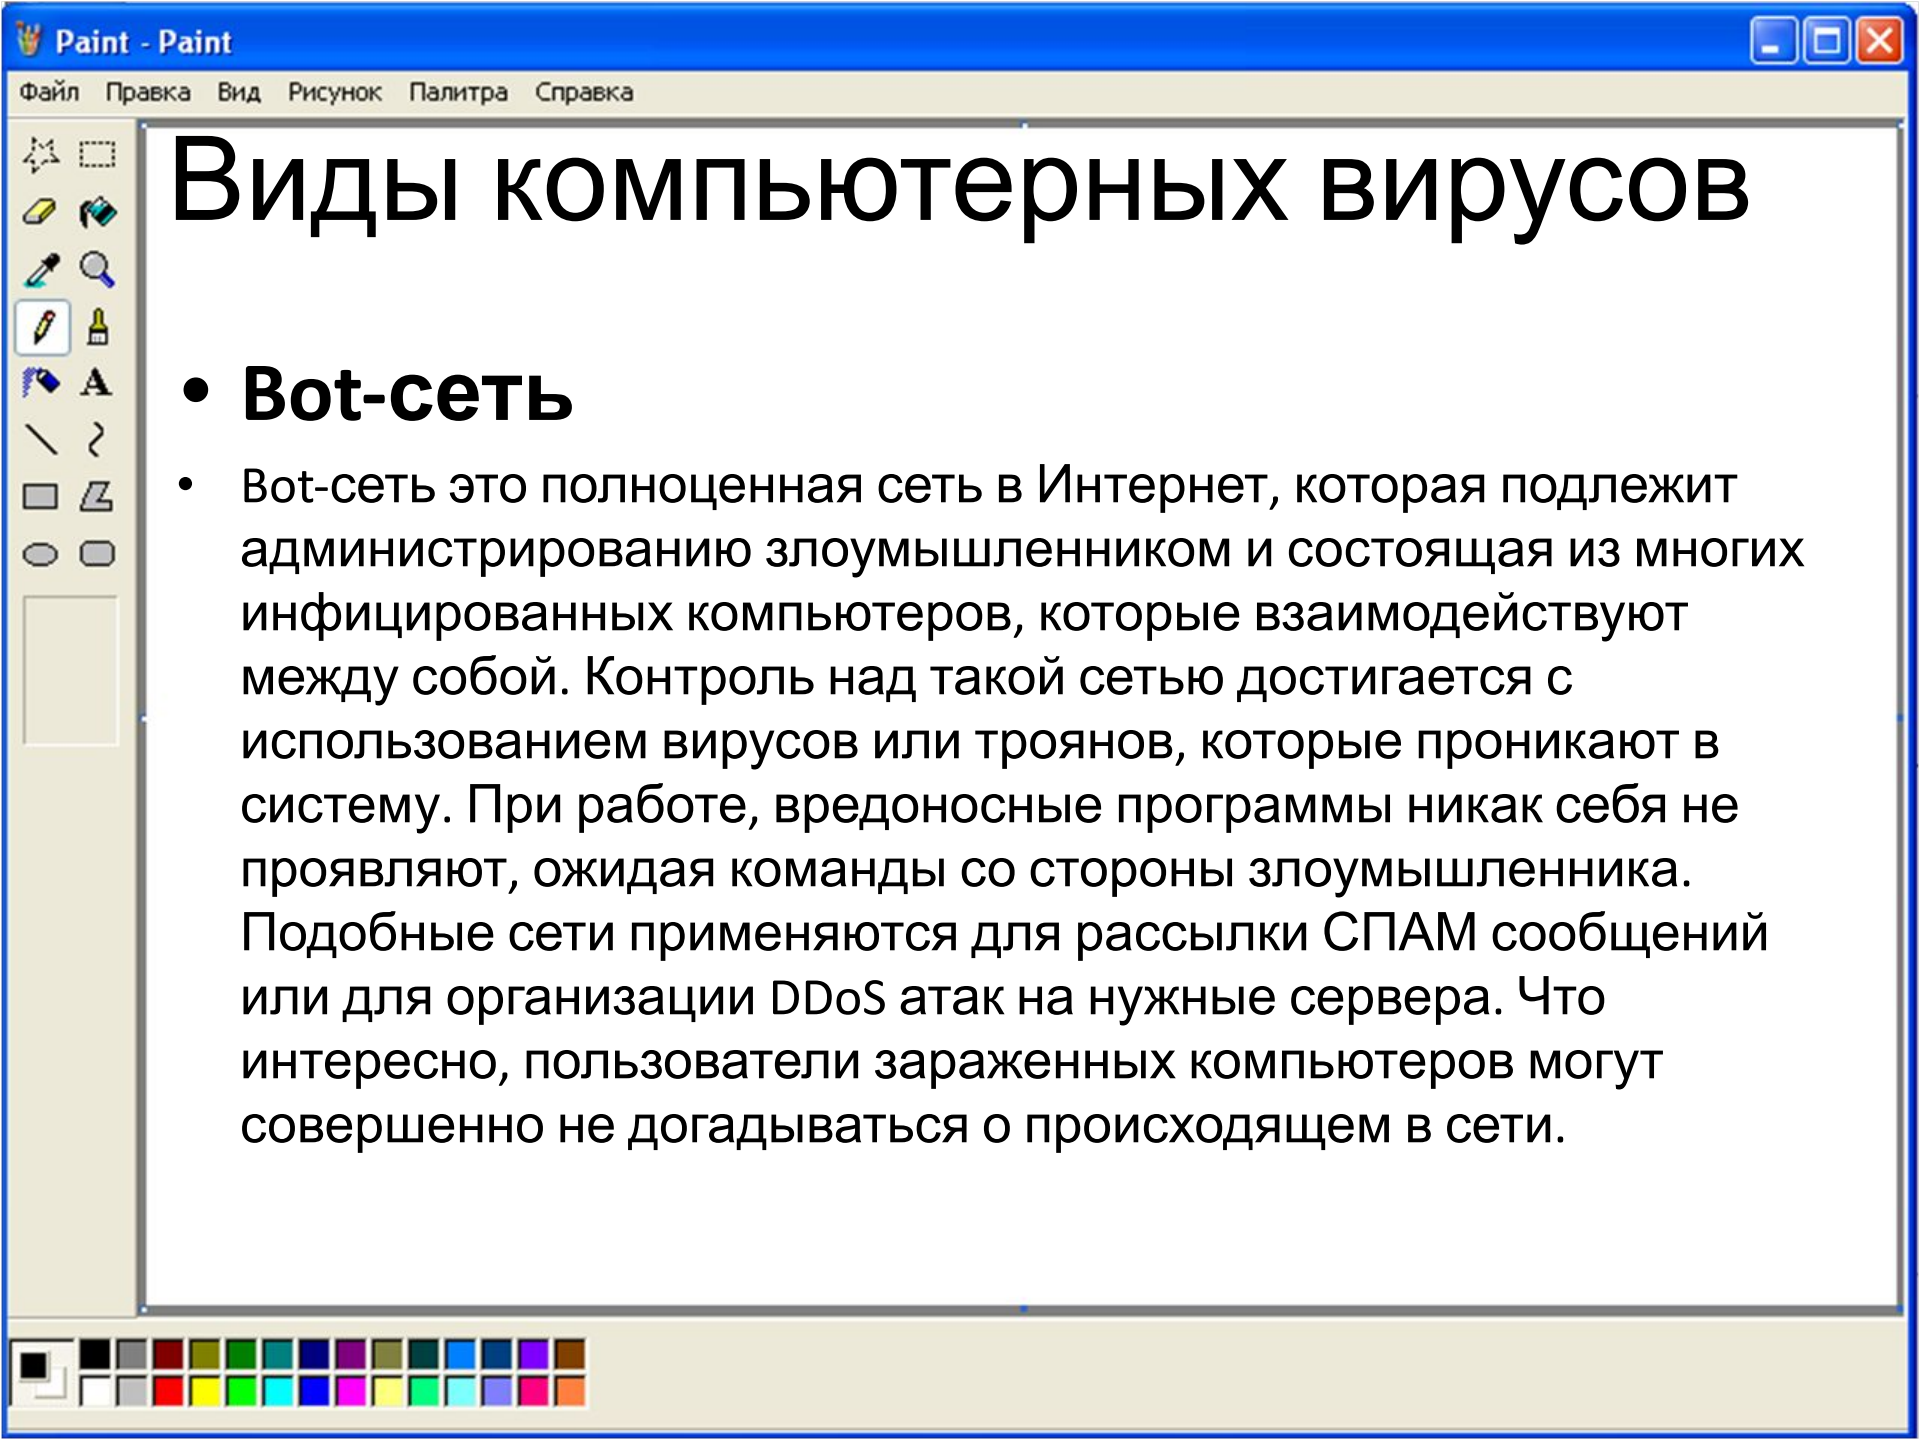 Paint - Paint
Файл Правка Вид Рисунок Палитра Справка
Виды компьютерных вирусов
• Bot-сеть
• Bot-сеть это полноценная сеть в Интернет, которая подлежит
администрированию злоумышленником и состоящая из многих
инфицированных компьютеров, которые взаимодействуют
между собой. Контроль над такой сетью достигается с
использованием вирусов или троянов, которые проникают в
систему. При работе, вредоносные программы никак себя не
проявляют, ожидая команды со стороны злоумышленника.
Подобные сети применяются для рассылки СПАМ сообщений
или для организации DDoS атак на нужные сервера. Что
интересно, пользователи зараженных компьютеров могут
совершенно не догадываться о происходящем в сети.